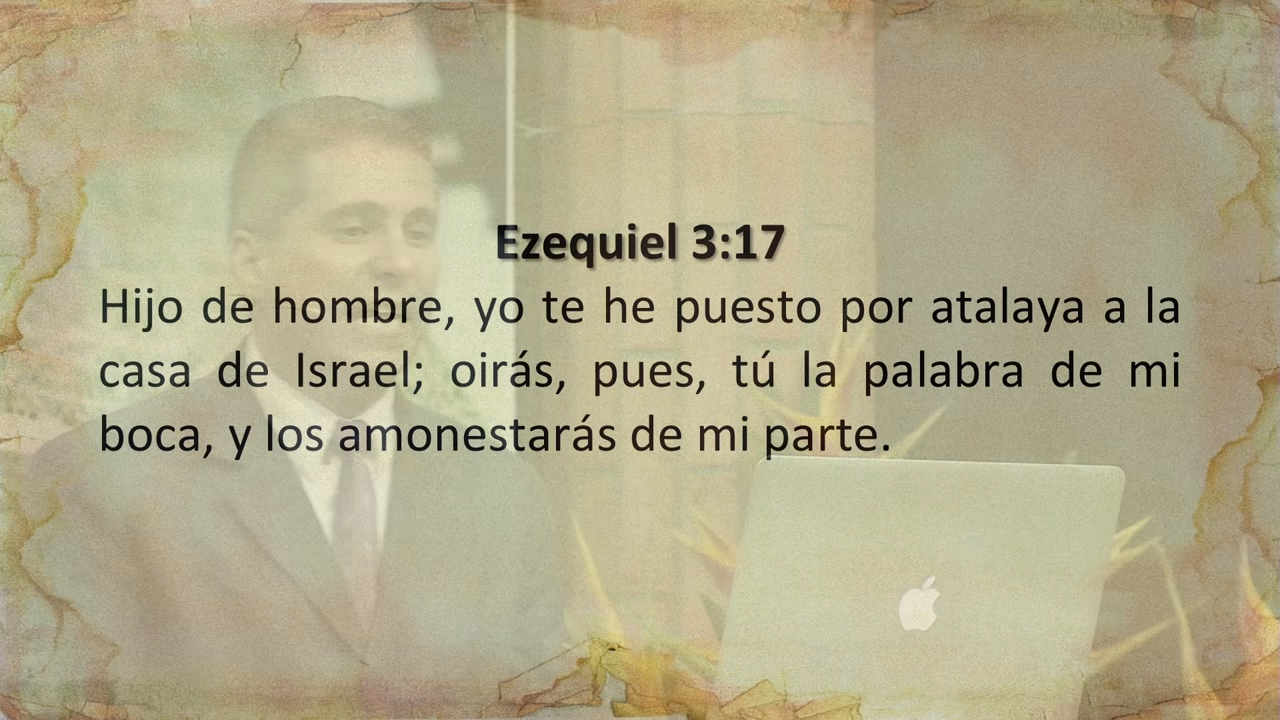 Ezequiel 3:17
Hijo de hombre, yo te he puesto por atalaya a la
casa de Israel; oirás, pues, tú la palabra de mi
boca, y los amonestarás de mi parte.